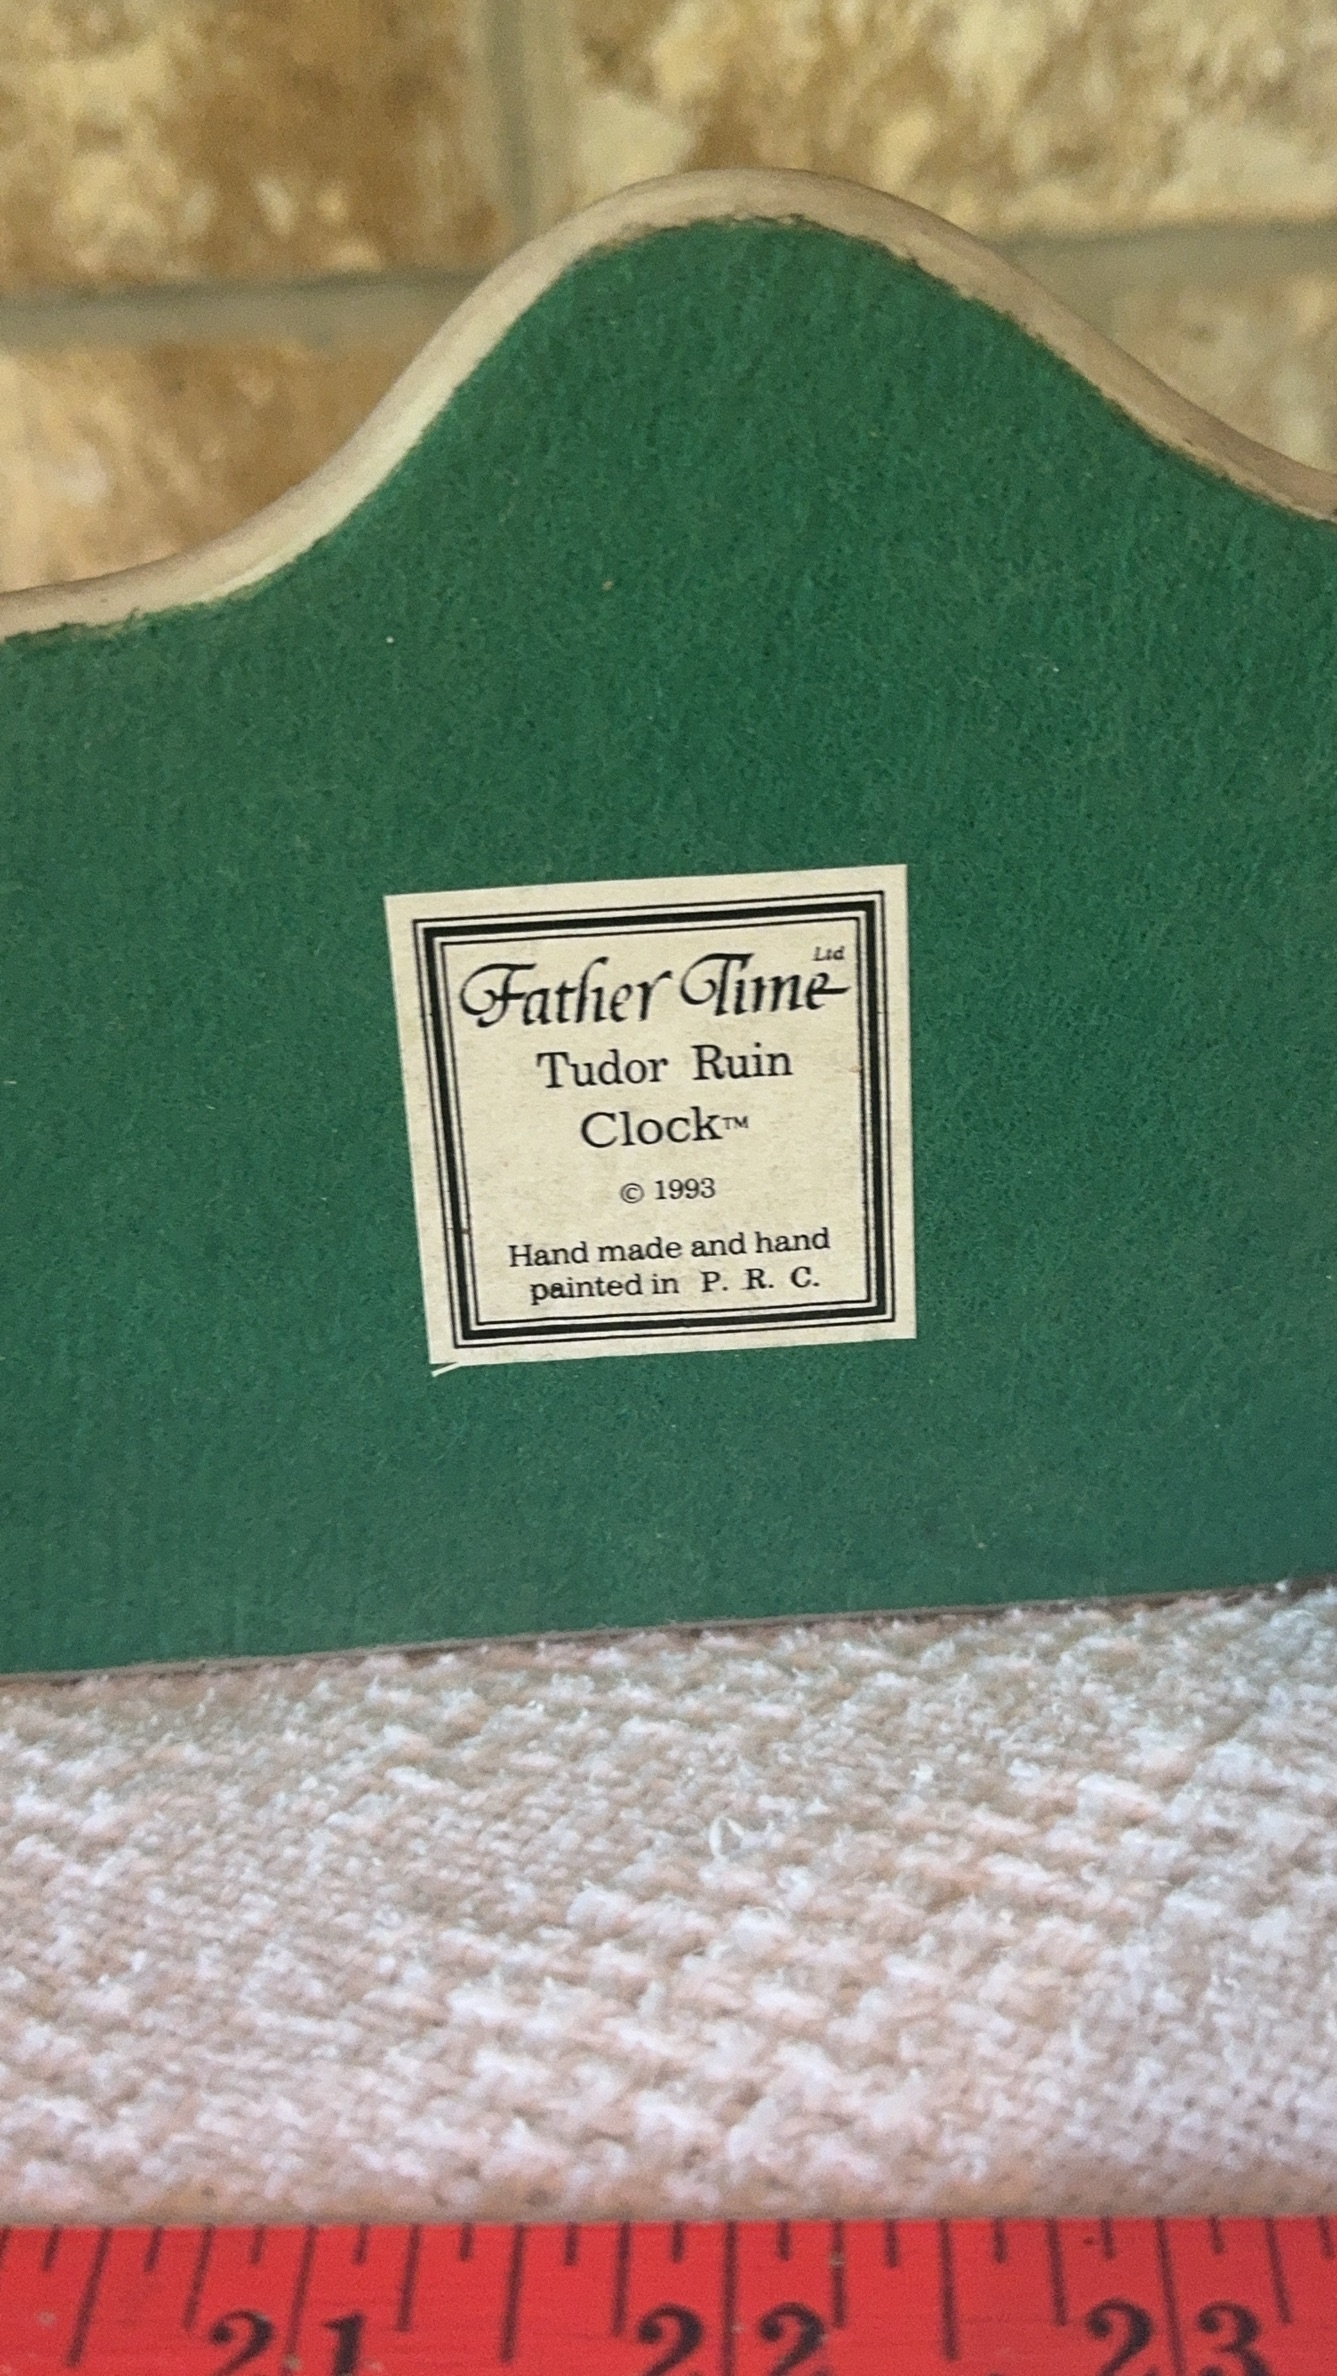 Father Time Ltd
Tudor Ruin
Clock™
© 1993
Hand made and hand
painted in P. R. C.
21 22 23